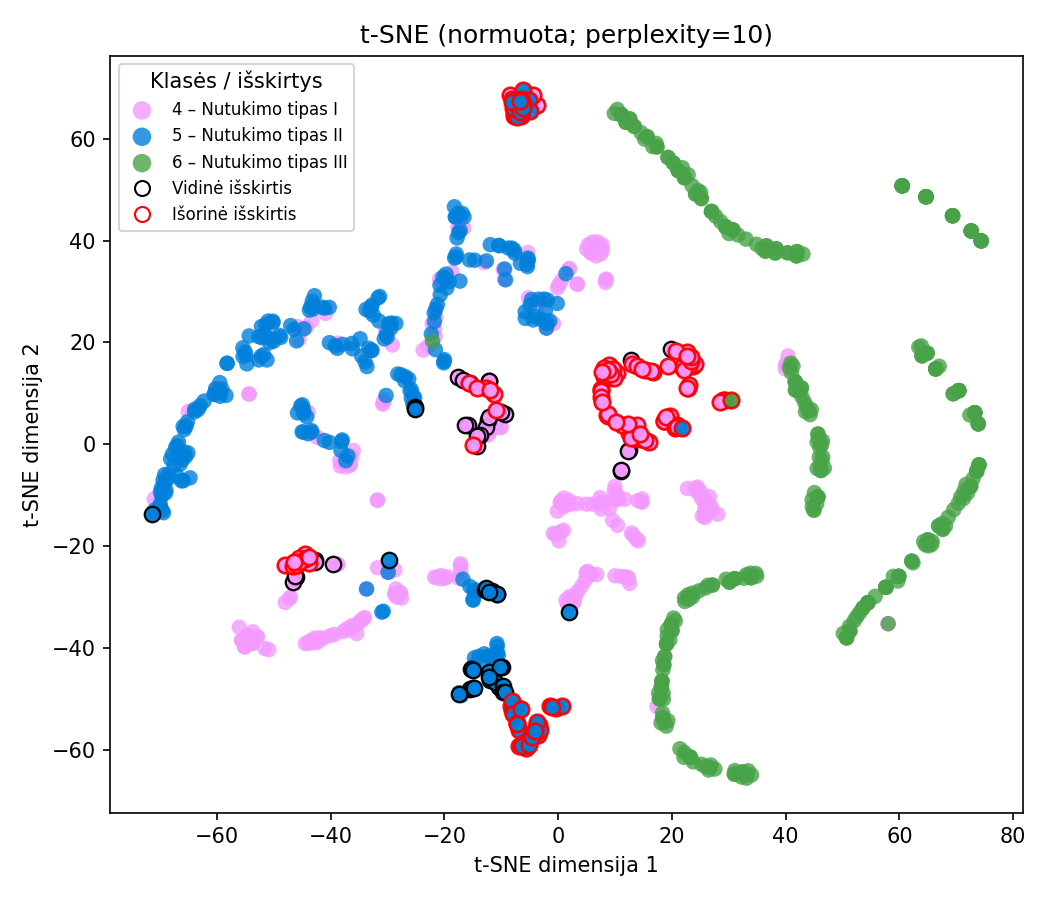 t-SNE (normuota; perplexity=10)
Klasės / išskirtys
4 – Nutukimo tipas I
5 – Nutukimo tipas II
6 – Nutukimo tipas III
Vidinė išskirtis
Išorinė išskirtis
t-SNE dimensija 2
60
40
20
0
−20
−40
−60
−60
−40
−20
0
20
40
60
80
t-SNE dimensija 1